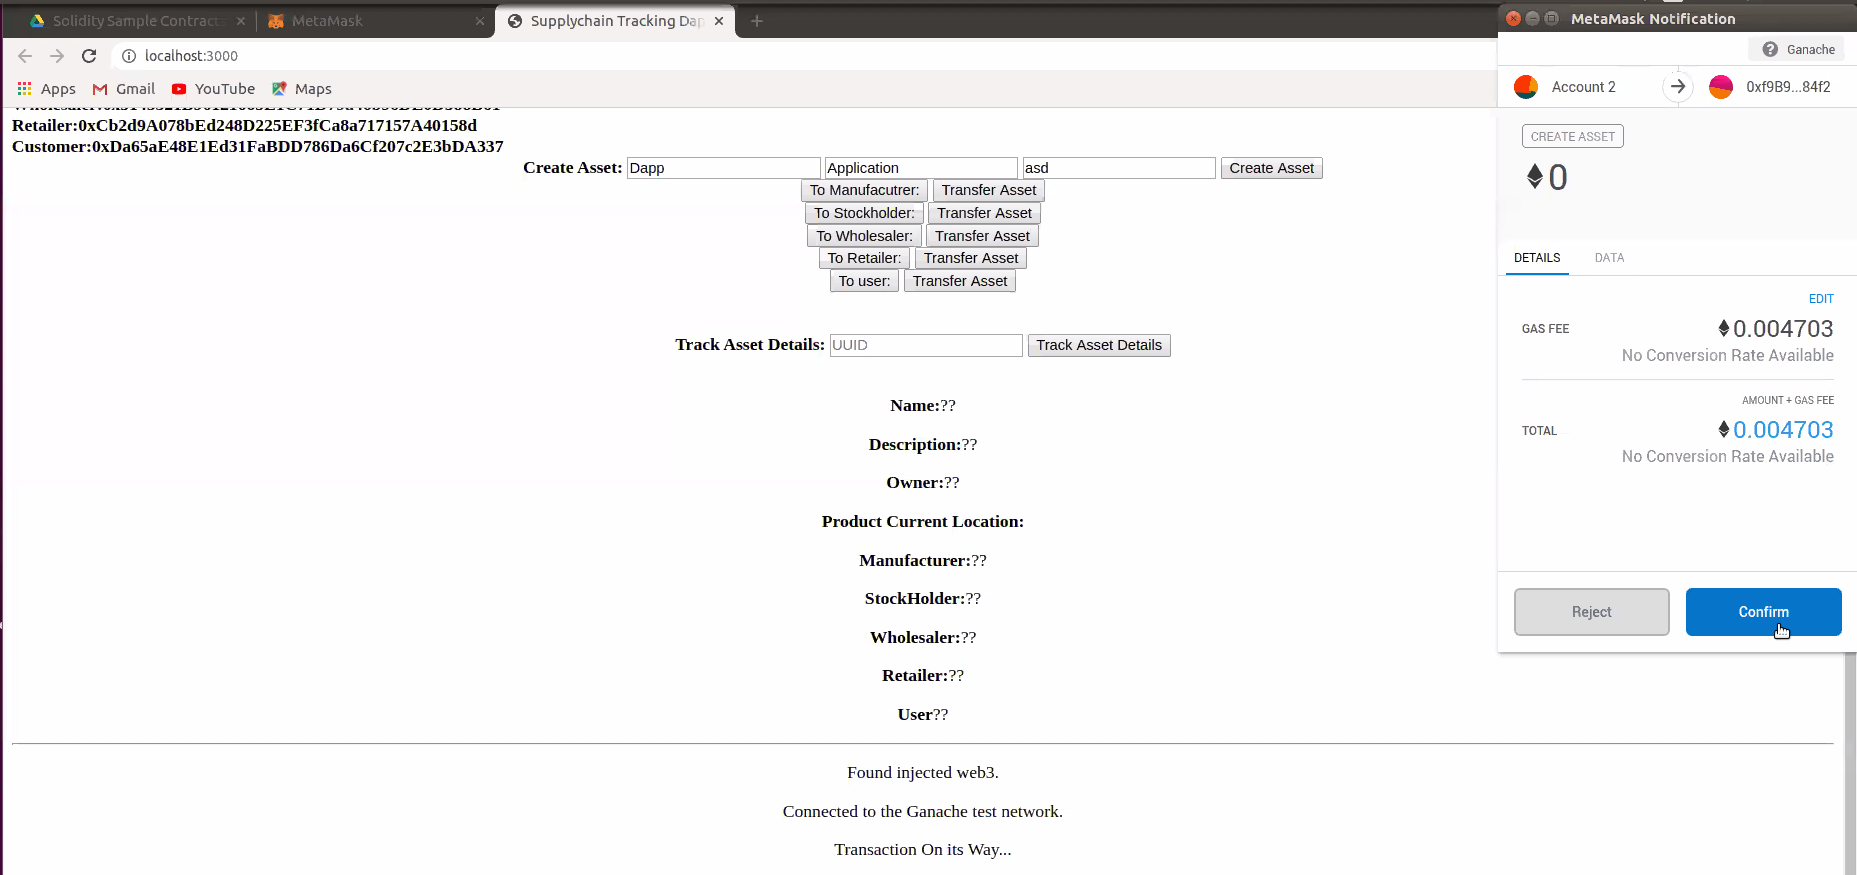 Solidity Sample Contracts
MetaMask
Supplychain Tracking Dap
MetaMask Notification
localhost:3000
Ganache
Apps
Gmail
YouTube
Maps
Account 2
0xf9B9...84f2
Retailer:0xCb2d9A078bEd248D225EF3fCa8a717157A40158d
Customer:0xDa65aE48E1Ed31FaBDD786Da6Cf207c2E3bDA337
Create Asset: Dapp Application asd Create Asset
To Manufacutrer: Transfer Asset
To Stockholder: Transfer Asset
To Wholesaler: Transfer Asset
To Retailer: Transfer Asset
To user: Transfer Asset
Track Asset Details: UUID Track Asset Details
Name:??
Description:??
Owner:??
Product Current Location:
Manufacturer:??
StockHolder:??
Wholesaler:??
Retailer:??
User??
Found injected web3.
Connected to the Ganache test network.
Transaction On its Way...
CREATE ASSET
0
DETAILS DATA
EDIT
GAS FEE 0.004703
No Conversion Rate Available
AMOUNT + GAS FEE
TOTAL 0.004703
No Conversion Rate Available
Reject Confirm